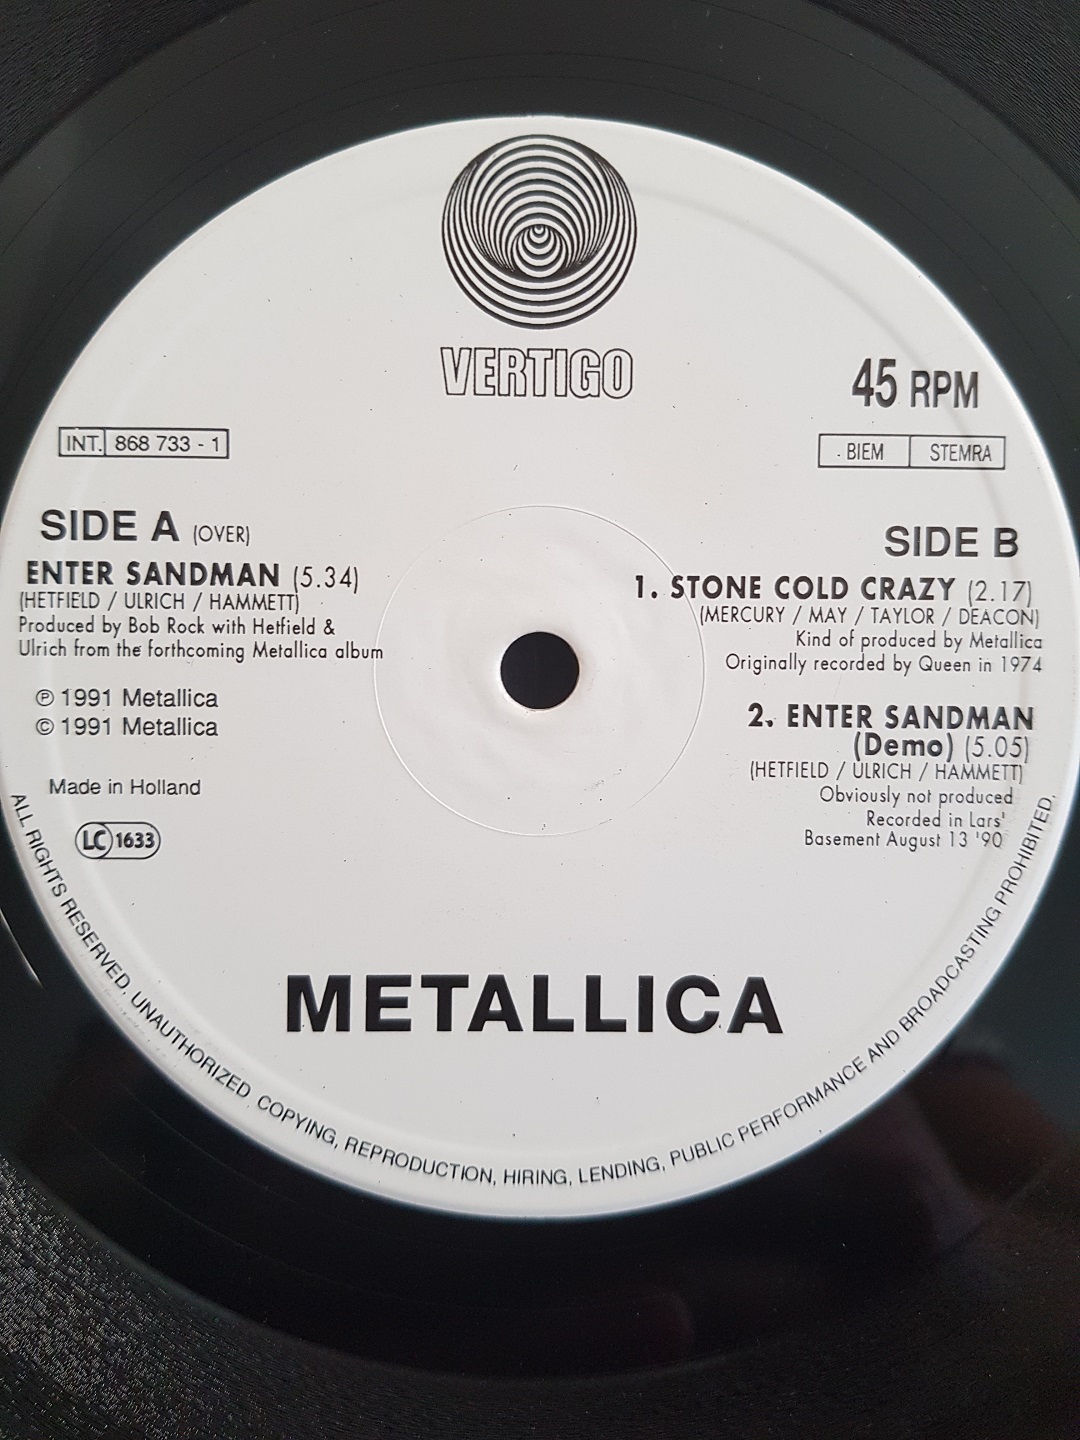 VERTIGO
45 RPM
INT. 868 733 - 1
BIEM STEMRA
SIDE A (OVER)
ENTER SANDMAN (5.34)
(HETFIELD / ULRICH / HAMMETT)
Produced by Bob Rock with Hetfield &
Ulrich from the forthcoming Metallica album
℗ 1991 Metallica
© 1991 Metallica
Made in Holland
LC 1633
SIDE B
1. STONE COLD CRAZY (2.17)
(MERCURY / MAY / TAYLOR / DEACON)
Kind of produced by Metallica
Originally recorded by Queen in 1974
2. ENTER SANDMAN
(Demo) (5.05)
(HETFIELD / ULRICH / HAMMETT)
Obviously not produced
Recorded in Lars'
Basement August 13 '90
METALLICA
ALL RIGHTS RESERVED. UNAUTHORIZED COPYING, REPRODUCTION, HIRING, LENDING, PUBLIC PERFORMANCE AND BROADCASTING PROHIBITED.